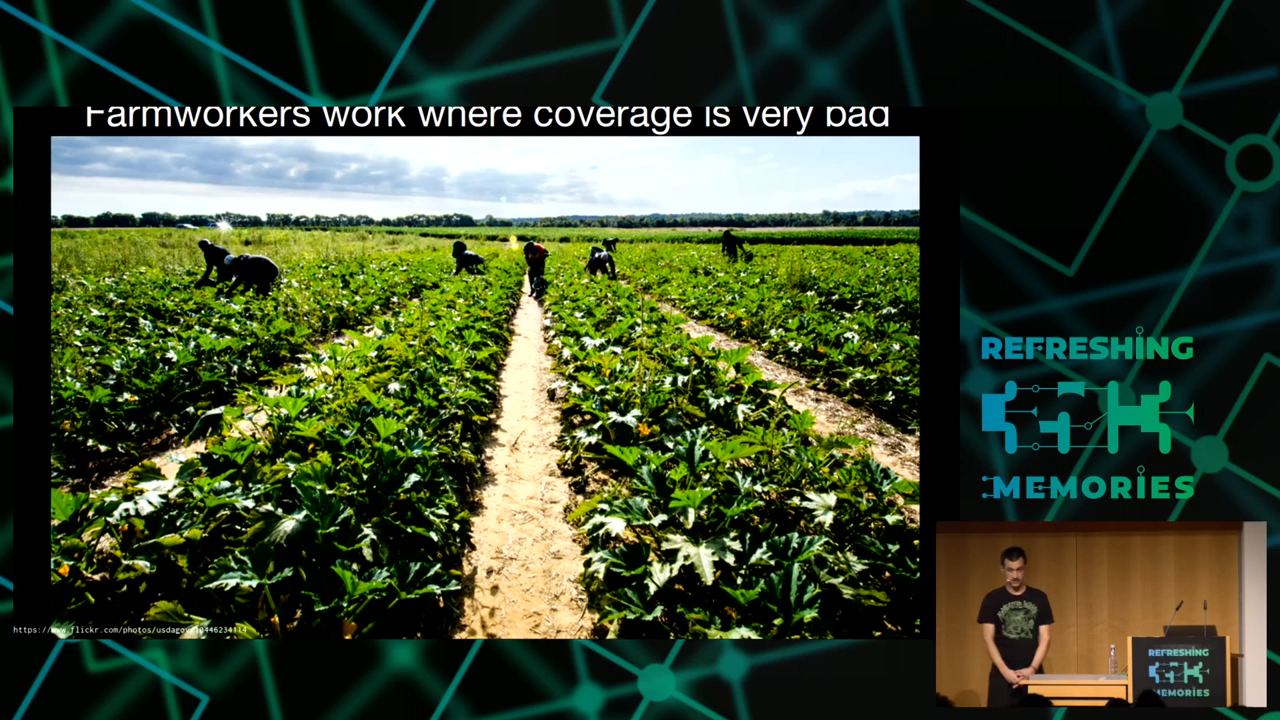 Farmworkers work where coverage is very bad
REFRESHING
MEMORIES
REFRESHING
MEMORIES